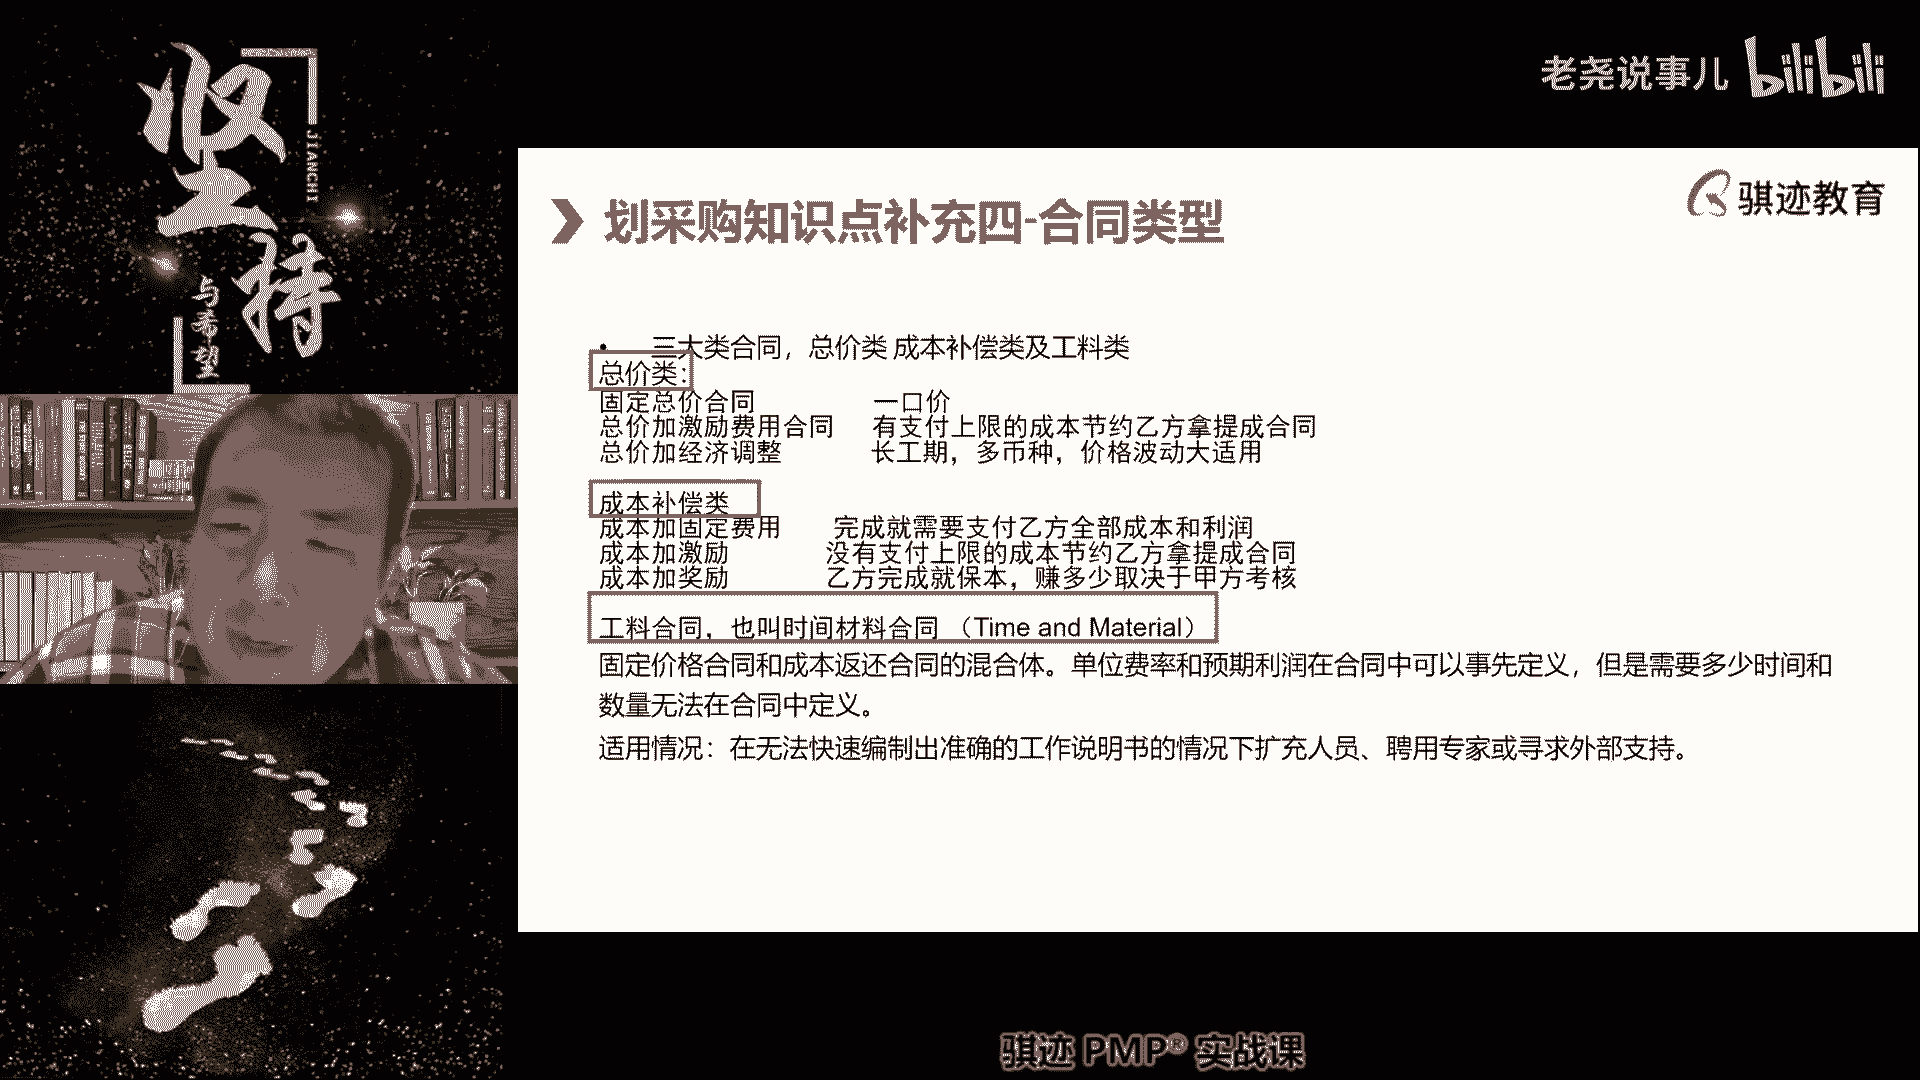 坚持
JIANCHI
与希望
老尧说事儿 bilibili
骐迹教育
划采购知识点补充四-合同类型
• 三大类合同，总价类 成本补偿类及工料类
总价类：
固定总价合同 一口价
总价加激励费用合同 有支付上限的成本节约乙方拿提成合同
总价加经济调整 长工期，多币种，价格波动大适用
成本补偿类
成本加固定费用 完成就需要支付乙方全部成本和利润
成本加激励 没有支付上限的成本节约乙方拿提成合同
成本加奖励 乙方完成就保本，赚多少取决于甲方考核
工料合同，也叫时间材料合同 （Time and Material）
固定价格合同和成本返还合同的混合体。单位费率和预期利润在合同中可以事先定义，但是需要多少时间和
数量无法在合同中定义。
适用情况：在无法快速编制出准确的工作说明书的情况下扩充人员、聘用专家或寻求外部支持。
骐迹 PMP® 实战课